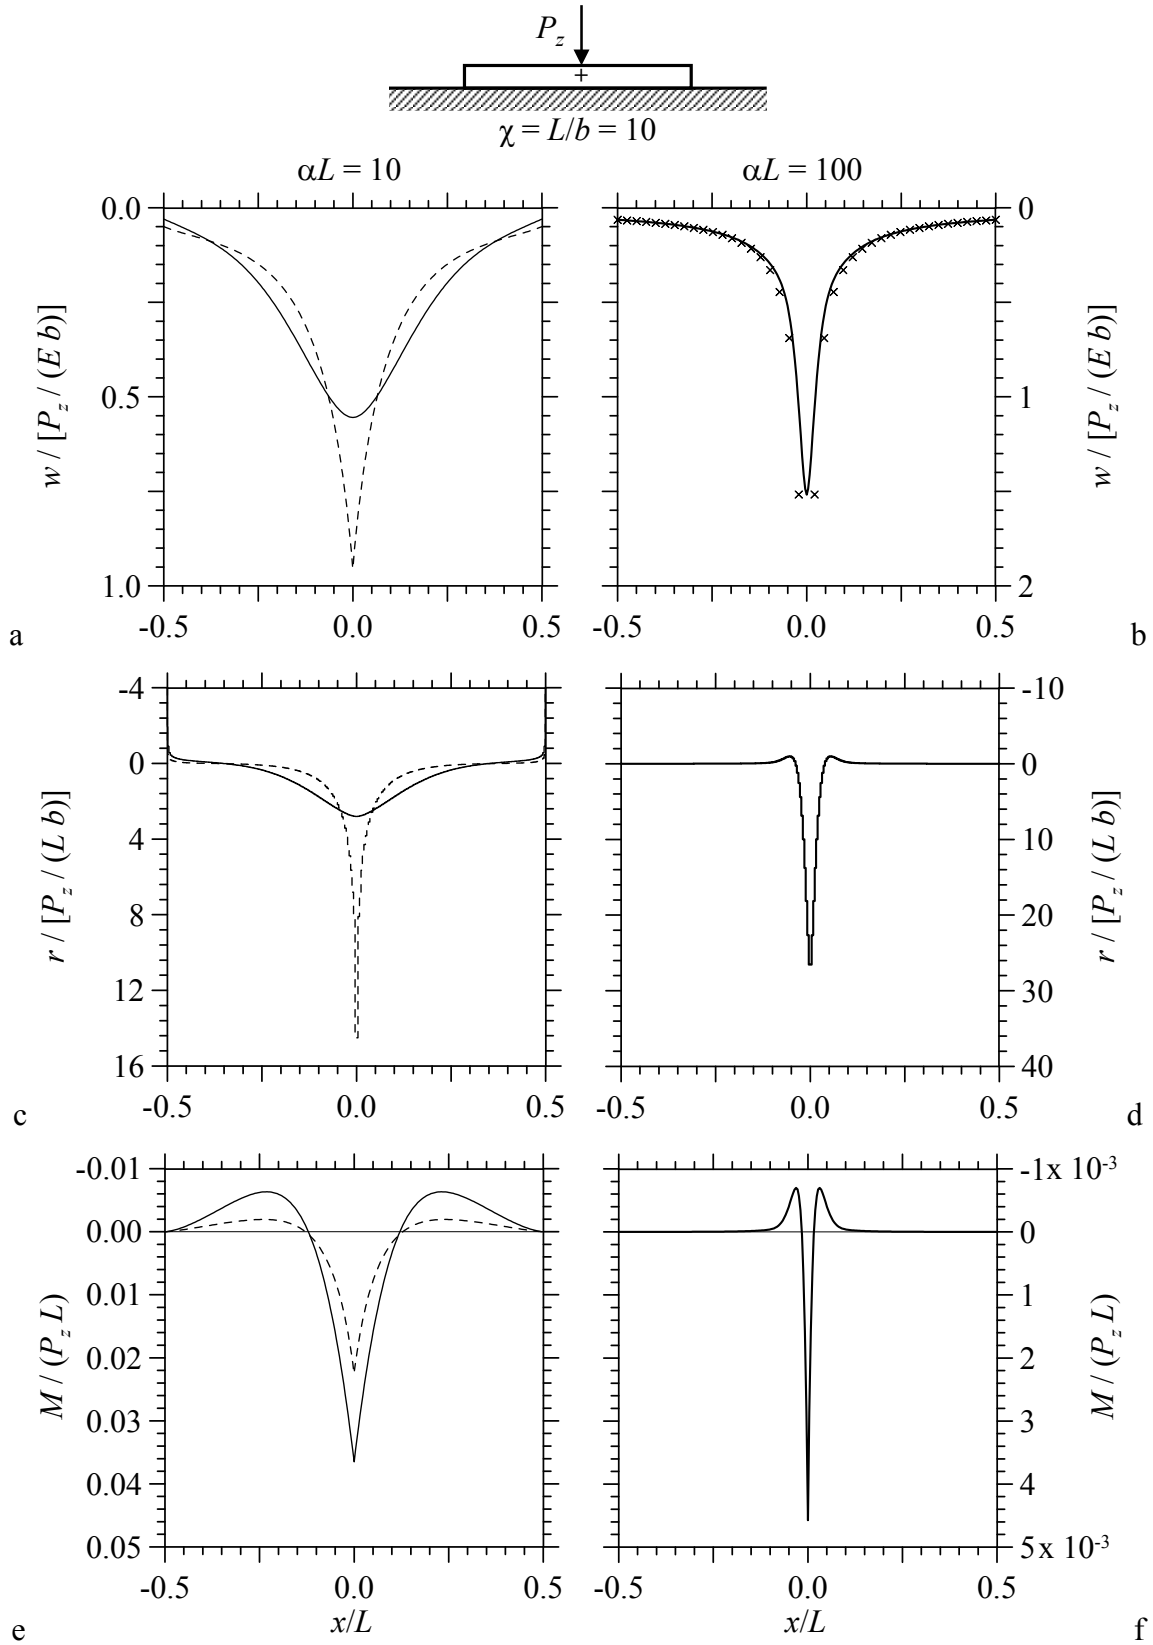 P_z
+
χ = L/b = 10
αL = 10
αL = 100
0.0
0.5
1.0
w / [P_z / (E b)]
-0.5
0.0
0.5
a
0
1
2
w / [P_z / (E b)]
-0.5
0.0
0.5
b
-4
0
4
8
12
16
r / [P_z / (L b)]
-0.5
0.0
0.5
c
-10
0
10
20
30
40
r / [P_z / (L b)]
-0.5
0.0
0.5
d
-0.01
0.00
0.01
0.02
0.03
0.04
0.05
M / (P_z L)
-0.5
0.0
0.5
x/L
e
-1x 10⁻³
0
1
2
3
4
5x 10⁻³
M / (P_z L)
-0.5
0.0
0.5
x/L
f